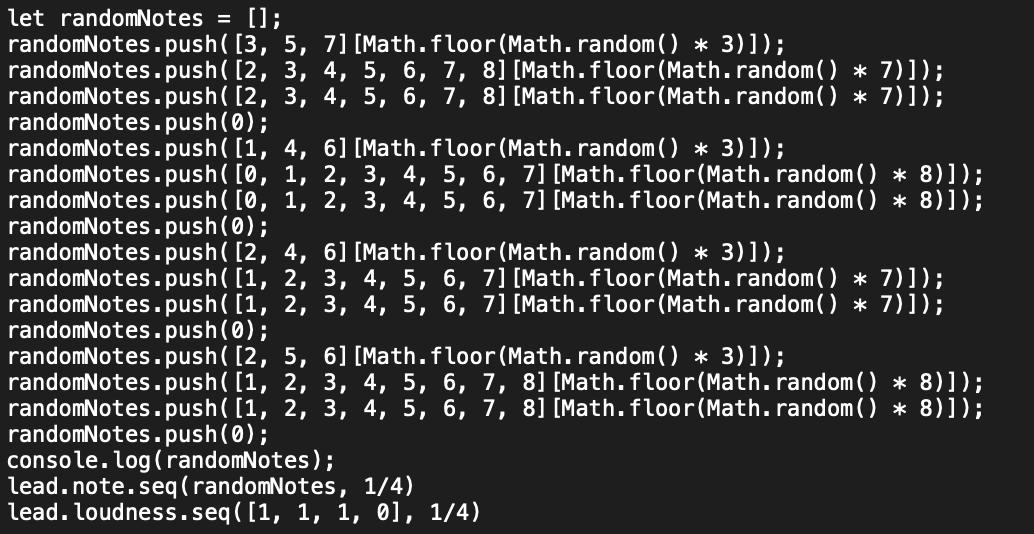 let randomNotes = [];
randomNotes.push([3, 5, 7][Math.floor(Math.random() * 3)]);
randomNotes.push([2, 3, 4, 5, 6, 7, 8][Math.floor(Math.random() * 7)]);
randomNotes.push([2, 3, 4, 5, 6, 7, 8][Math.floor(Math.random() * 7)]);
randomNotes.push(0);
randomNotes.push([1, 4, 6][Math.floor(Math.random() * 3)]);
randomNotes.push([0, 1, 2, 3, 4, 5, 6, 7][Math.floor(Math.random() * 8)]);
randomNotes.push([0, 1, 2, 3, 4, 5, 6, 7][Math.floor(Math.random() * 8)]);
randomNotes.push(0);
randomNotes.push([2, 4, 6][Math.floor(Math.random() * 3)]);
randomNotes.push([1, 2, 3, 4, 5, 6, 7][Math.floor(Math.random() * 7)]);
randomNotes.push([1, 2, 3, 4, 5, 6, 7][Math.floor(Math.random() * 7)]);
randomNotes.push(0);
randomNotes.push([2, 5, 6][Math.floor(Math.random() * 3)]);
randomNotes.push([1, 2, 3, 4, 5, 6, 7, 8][Math.floor(Math.random() * 8)]);
randomNotes.push([1, 2, 3, 4, 5, 6, 7, 8][Math.floor(Math.random() * 8)]);
randomNotes.push(0);
console.log(randomNotes);
lead.note.seq(randomNotes, 1/4)
lead.loudness.seq([1, 1, 1, 0], 1/4)